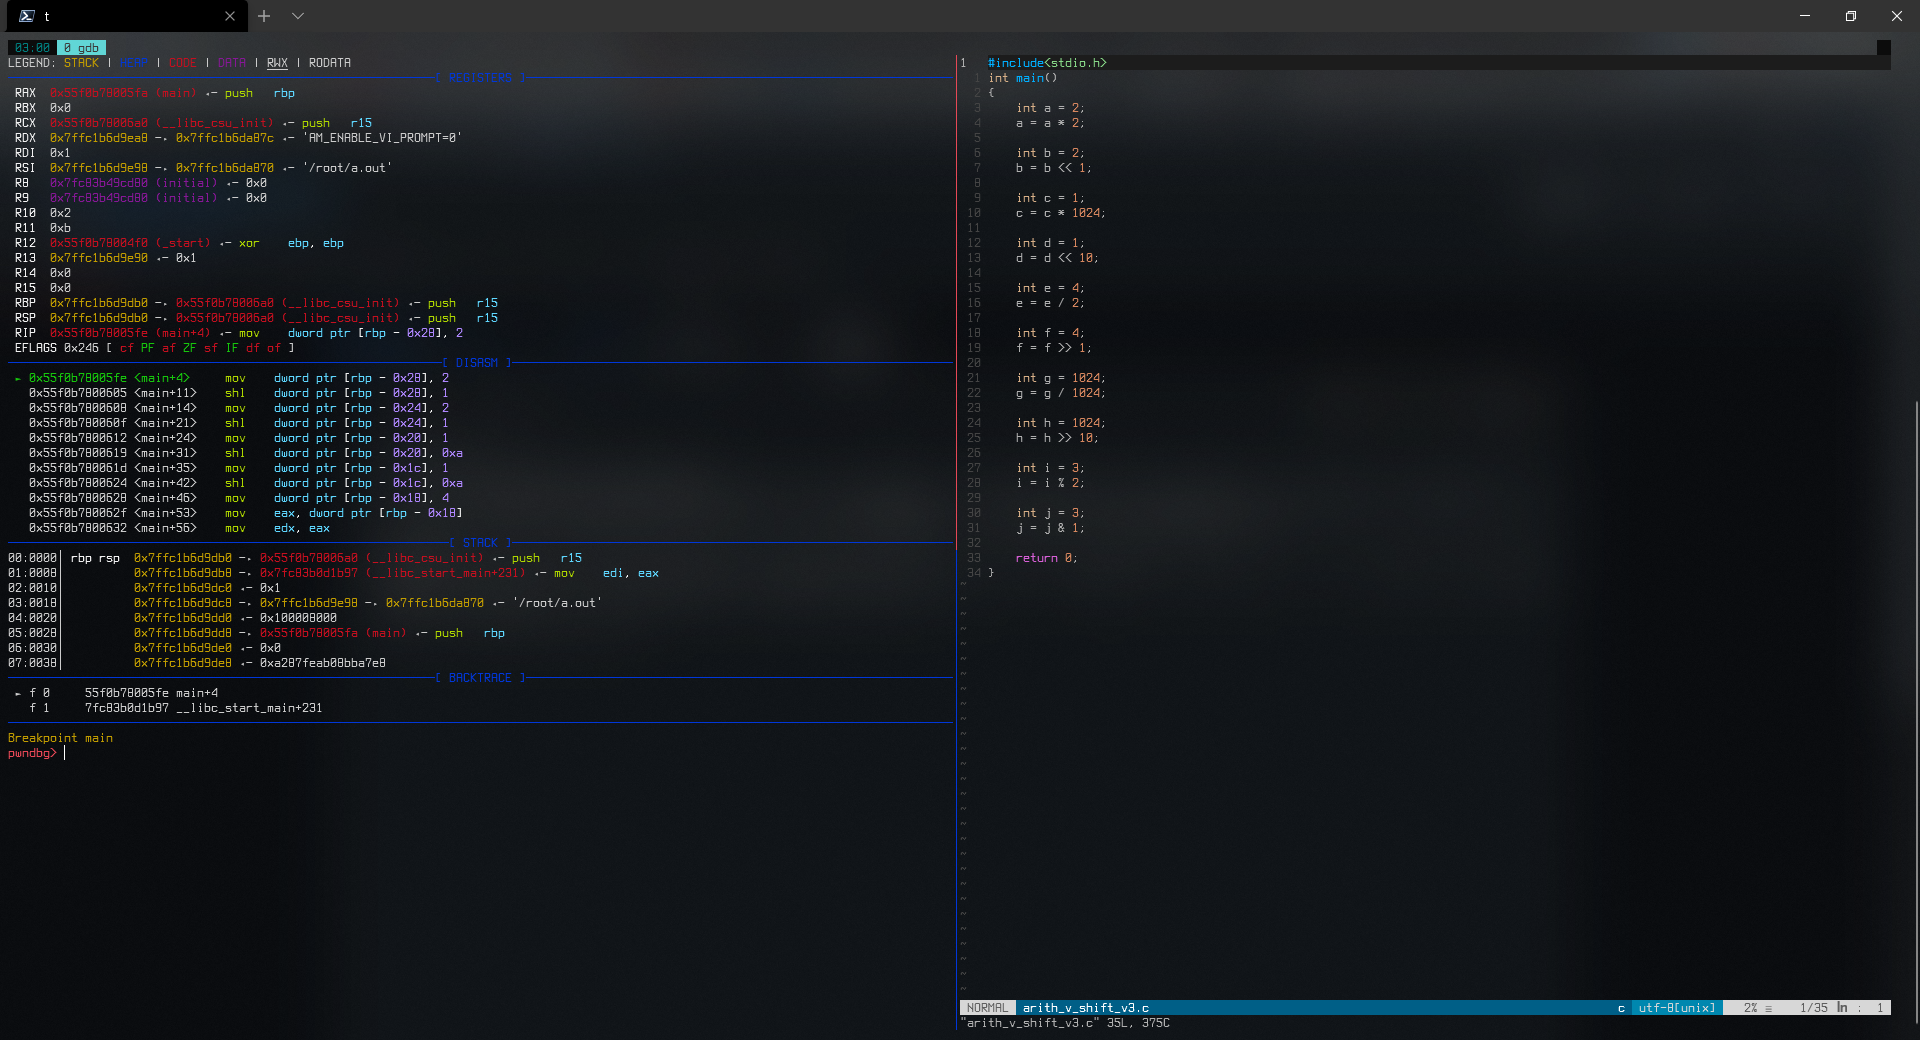 t
03:00 0 gdb
LEGEND: STACK | HEAP | CODE | DATA | RWX | RODATA
[ REGISTERS ]
RAX 0x55f0b78005fa (main) ◂— push rbp
RBX 0x0
RCX 0x55f0b78006a0 (__libc_csu_init) ◂— push r15
RDX 0x7ffc1b6d9ea8 —▸ 0x7ffc1b6da87c ◂— 'AM_ENABLE_VI_PROMPT=0'
RDI 0x1
RSI 0x7ffc1b6d9e98 —▸ 0x7ffc1b6da870 ◂— '/root/a.out'
R8 0x7fc83b49cd80 (initial) ◂— 0x0
R9 0x7fc83b49cd80 (initial) ◂— 0x0
R10 0x2
R11 0xb
R12 0x55f0b78004f0 (_start) ◂— xor ebp, ebp
R13 0x7ffc1b6d9e90 ◂— 0x1
R14 0x0
R15 0x0
RBP 0x7ffc1b6d9db0 —▸ 0x55f0b78006a0 (__libc_csu_init) ◂— push r15
RSP 0x7ffc1b6d9db0 —▸ 0x55f0b78006a0 (__libc_csu_init) ◂— push r15
RIP 0x55f0b78005fe (main+4) ◂— mov dword ptr [rbp - 0x28], 2
EFLAGS 0x246 [ cf PF af ZF sf IF df of ]
[ DISASM ]
► 0x55f0b78005fe <main+4> mov dword ptr [rbp - 0x28], 2
0x55f0b7800605 <main+11> shl dword ptr [rbp - 0x28], 1
0x55f0b7800608 <main+14> mov dword ptr [rbp - 0x24], 2
0x55f0b780060f <main+21> shl dword ptr [rbp - 0x24], 1
0x55f0b7800612 <main+24> mov dword ptr [rbp - 0x20], 1
0x55f0b7800619 <main+31> shl dword ptr [rbp - 0x20], 0xa
0x55f0b780061d <main+35> mov dword ptr [rbp - 0x1c], 1
0x55f0b7800624 <main+42> shl dword ptr [rbp - 0x1c], 0xa
0x55f0b7800628 <main+46> mov dword ptr [rbp - 0x18], 4
0x55f0b780062f <main+53> mov eax, dword ptr [rbp - 0x18]
0x55f0b7800632 <main+56> mov edx, eax
[ STACK ]
00:0000│ rbp rsp 0x7ffc1b6d9db0 —▸ 0x55f0b78006a0 (__libc_csu_init) ◂— push r15
01:0008│ 0x7ffc1b6d9db8 —▸ 0x7fc83b0d1b97 (__libc_start_main+231) ◂— mov edi, eax
02:0010│ 0x7ffc1b6d9dc0 ◂— 0x1
03:0018│ 0x7ffc1b6d9dc8 —▸ 0x7ffc1b6d9e98 —▸ 0x7ffc1b6da870 ◂— '/root/a.out'
04:0020│ 0x7ffc1b6d9dd0 ◂— 0x100008000
05:0028│ 0x7ffc1b6d9dd8 —▸ 0x55f0b78005fa (main) ◂— push rbp
06:0030│ 0x7ffc1b6d9de0 ◂— 0x0
07:0038│ 0x7ffc1b6d9de8 ◂— 0xa287feab08bba7e8
[ BACKTRACE ]
► f 0 55f0b78005fe main+4
f 1 7fc83b0d1b97 __libc_start_main+231
Breakpoint main
pwndbg>
1 #include<stdio.h>
1 int main()
2 {
3 int a = 2;
4 a = a * 2;
5
6 int b = 2;
7 b = b << 1;
8
9 int c = 1;
10 c = c * 1024;
11
12 int d = 1;
13 d = d << 10;
14
15 int e = 4;
16 e = e / 2;
17
18 int f = 4;
19 f = f >> 1;
20
21 int g = 1024;
22 g = g / 1024;
23
24 int h = 1024;
25 h = h >> 10;
26
27 int i = 3;
28 i = i % 2;
29
30 int j = 3;
31 j = j & 1;
32
33 return 0;
34 }
NORMAL arith_v_shift_v3.c c utf-8[unix] 2% ≡ 1/35 ln : 1
"arith_v_shift_v3.c" 35L, 375C